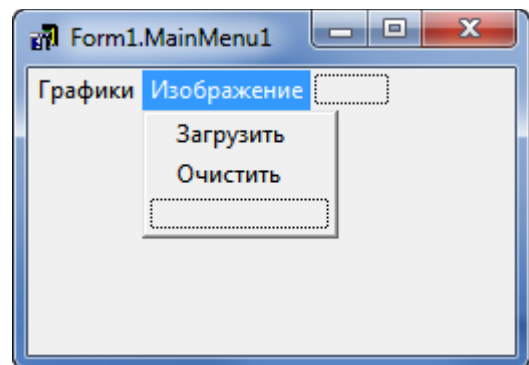 Form1.MainMenu1
Графики Изображение
Загрузить
Очистить